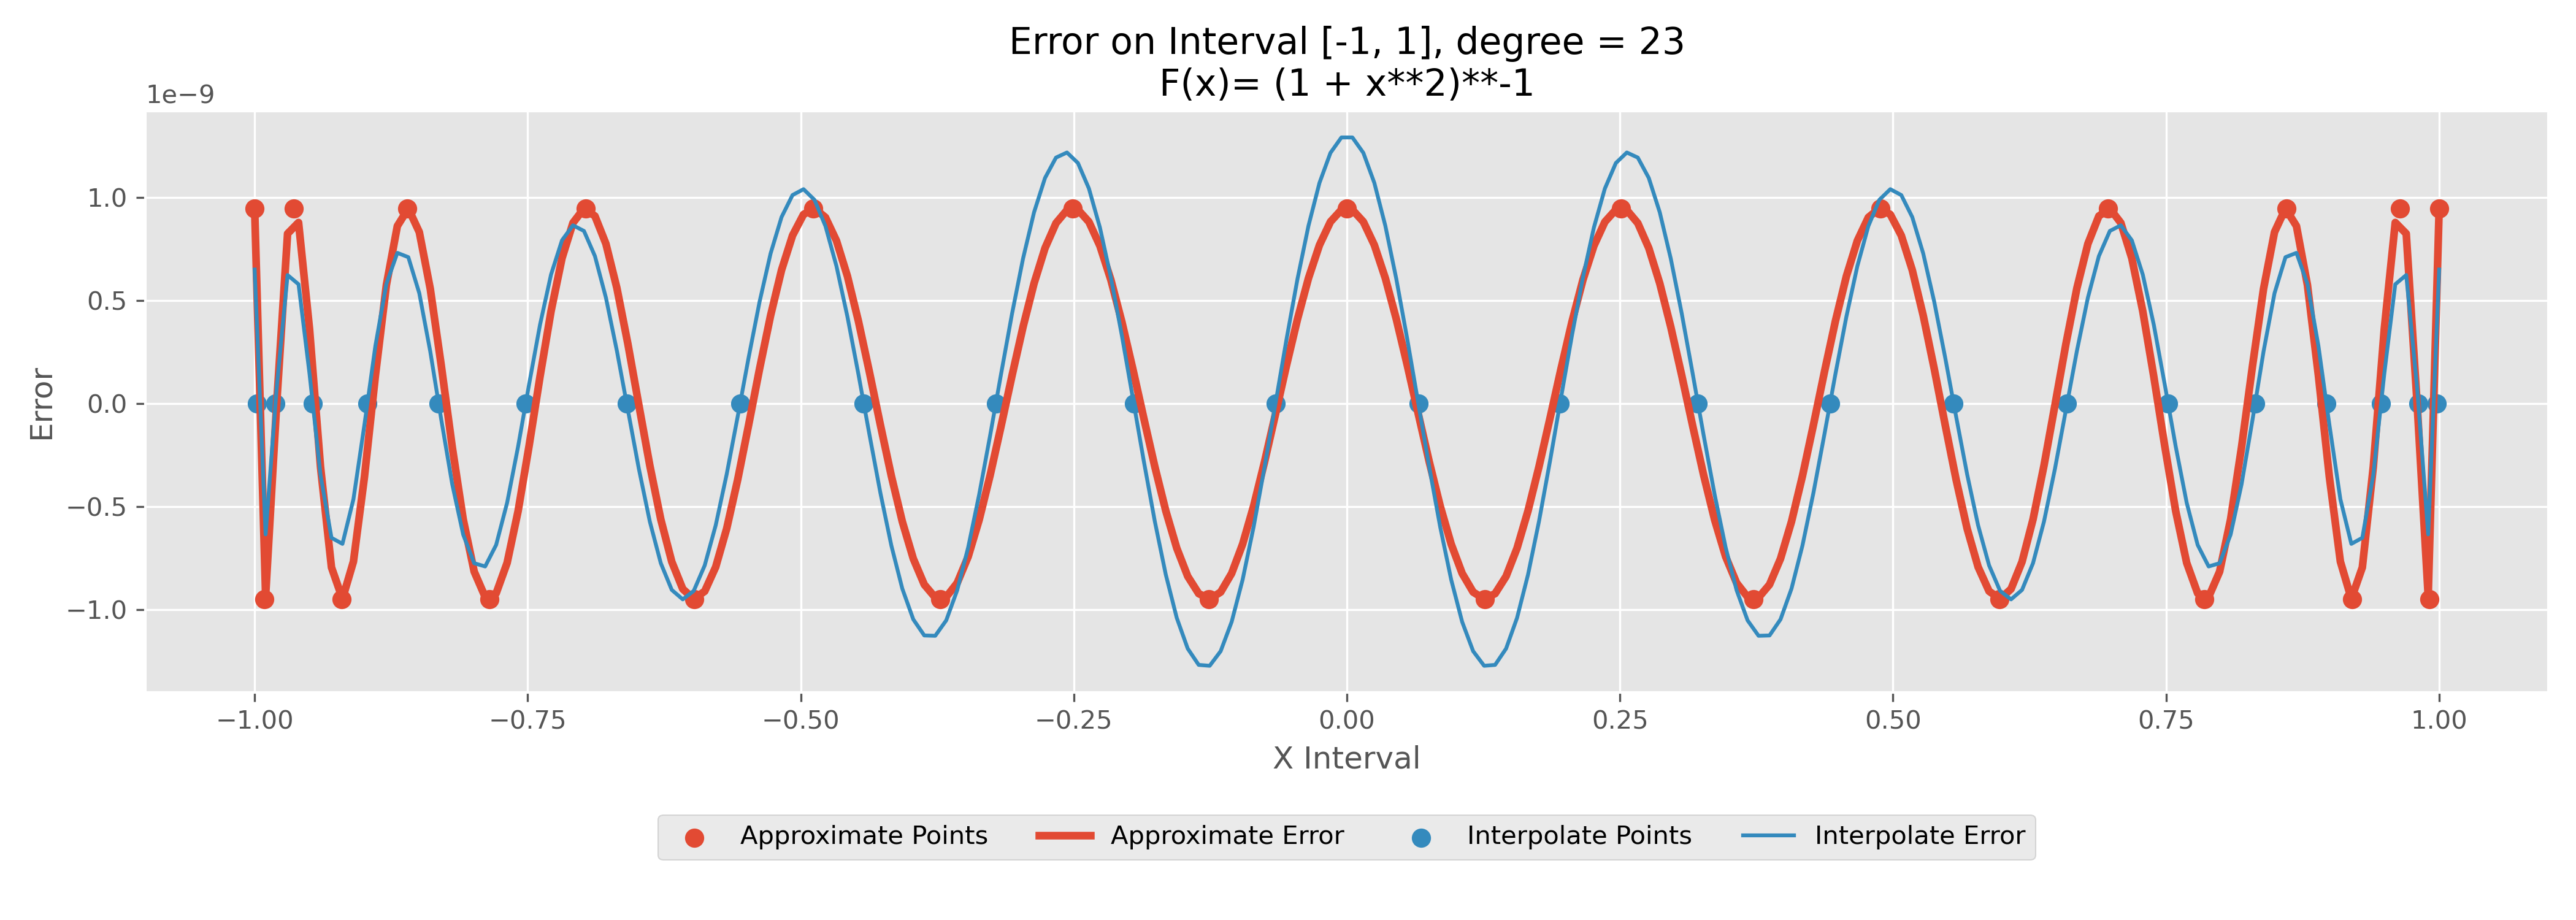 Error on Interval [-1, 1], degree = 23
F(x)= (1 + x**2)**-1
1e−9
1.0
0.5
0.0
−0.5
−1.0
Error
−1.00 −0.75 −0.50 −0.25 0.00 0.25 0.50 0.75 1.00
X Interval
Approximate Points Approximate Error Interpolate Points Interpolate Error